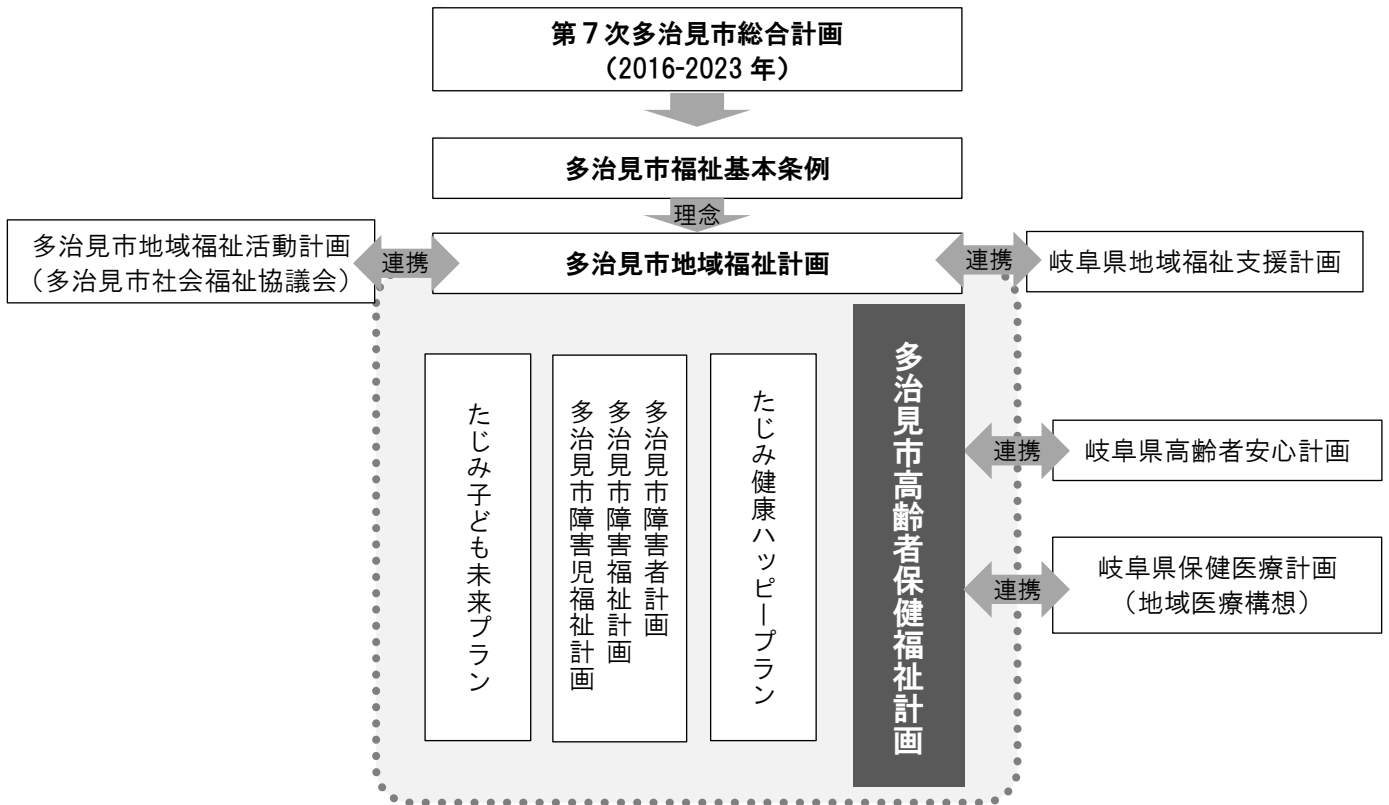 第７次多治見市総合計画
（2016-2023 年）
多治見市福祉基本条例
理念
多治見市地域福祉活動計画
（多治見市社会福祉協議会）
連携
多治見市地域福祉計画
連携
岐阜県地域福祉支援計画
たじみ子ども未来プラン
多治見市障害者計画
多治見市障害福祉計画
多治見市障害児福祉計画
たじみ健康ハッピープラン
多治見市高齢者保健福祉計画
連携
岐阜県高齢者安心計画
連携
岐阜県保健医療計画
（地域医療構想）